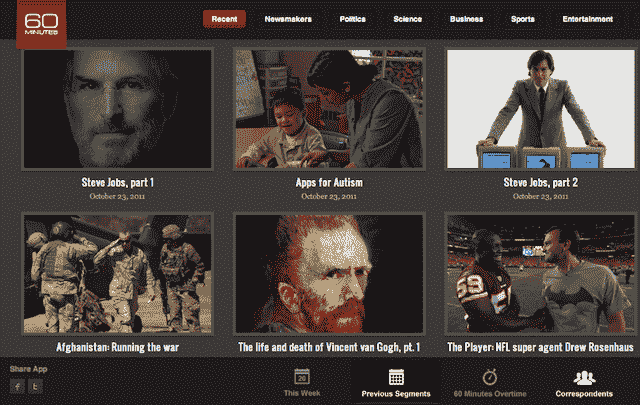 60
MINUTES
Recent Newsmakers Politics Science Business Sports Entertainment
Steve Jobs, part 1
October 23, 2011
Apps for Autism
October 23, 2011
Steve Jobs, part 2
October 23, 2011
Afghanistan: Running the war
The life and death of Vincent van Gogh, pt. 1
The Player: NFL super agent Drew Rosenhaus
59
Share App
f t
26
This Week
Previous Segments
60 Minutes Overtime
Correspondents